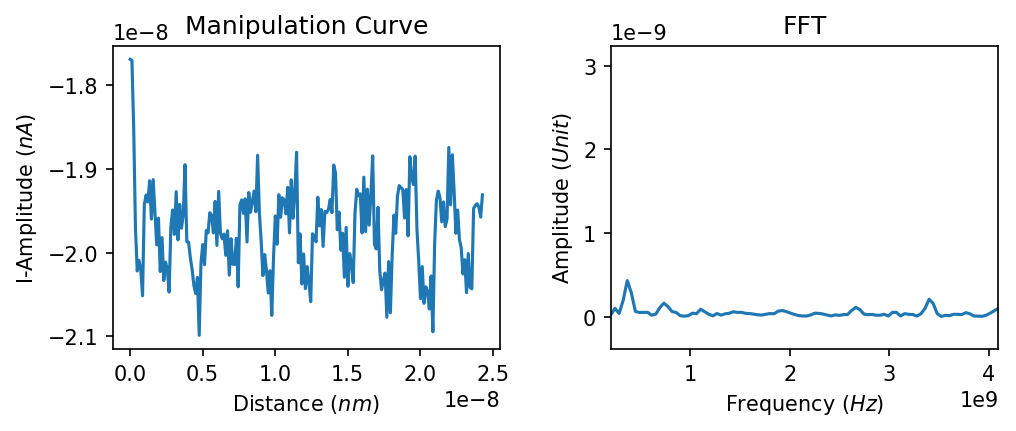 Manipulation Curve
1e−8
−1.8
−1.9
−2.0
−2.1
I-Amplitude (nA)
0.0 0.5 1.0 1.5 2.0 2.5
1e−8
Distance (nm)
FFT
1e−9
3
2
1
0
Amplitude (Unit)
1 2 3 4
1e9
Frequency (Hz)